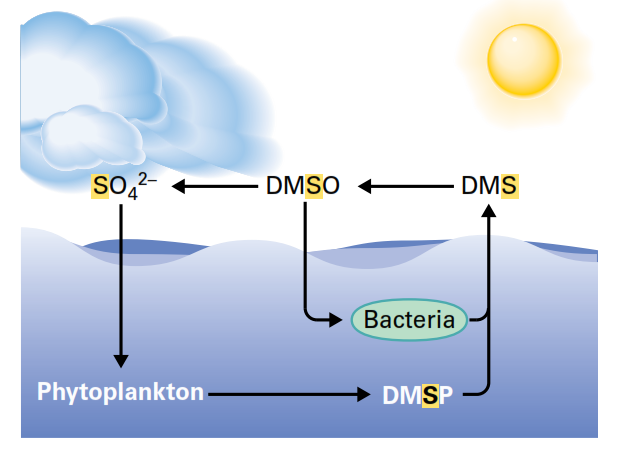 SO₄²⁻ DMSO DMS
Bacteria
Phytoplankton DMSP